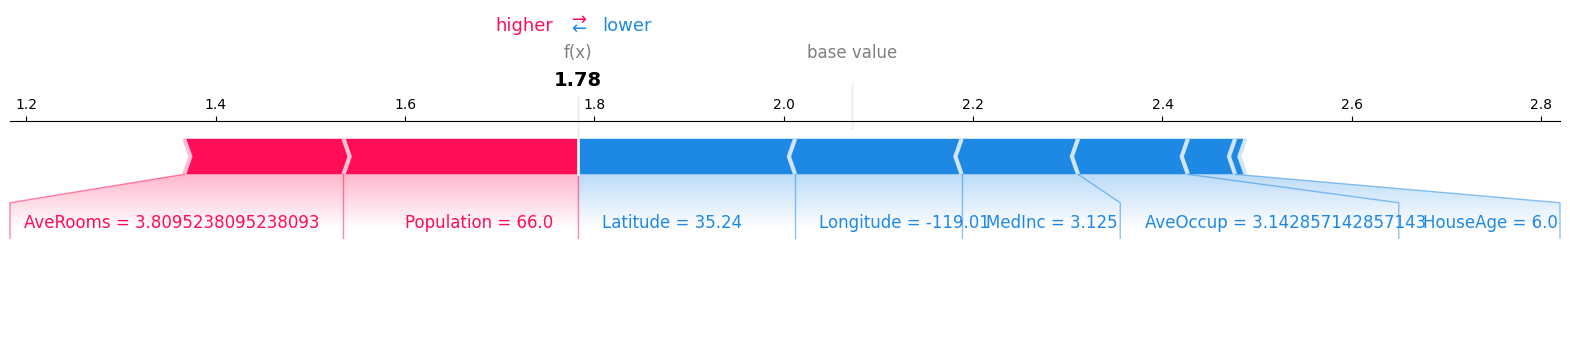 higher ⇄ lower
f(x) base value
1.78
1.2 1.4 1.6 1.8 2.0 2.2 2.4 2.6 2.8
AveRooms = 3.8095238095238093 Population = 66.0 Latitude = 35.24 Longitude = -119.01 MedInc = 3.125 AveOccup = 3.142857142857143 HouseAge = 6.0